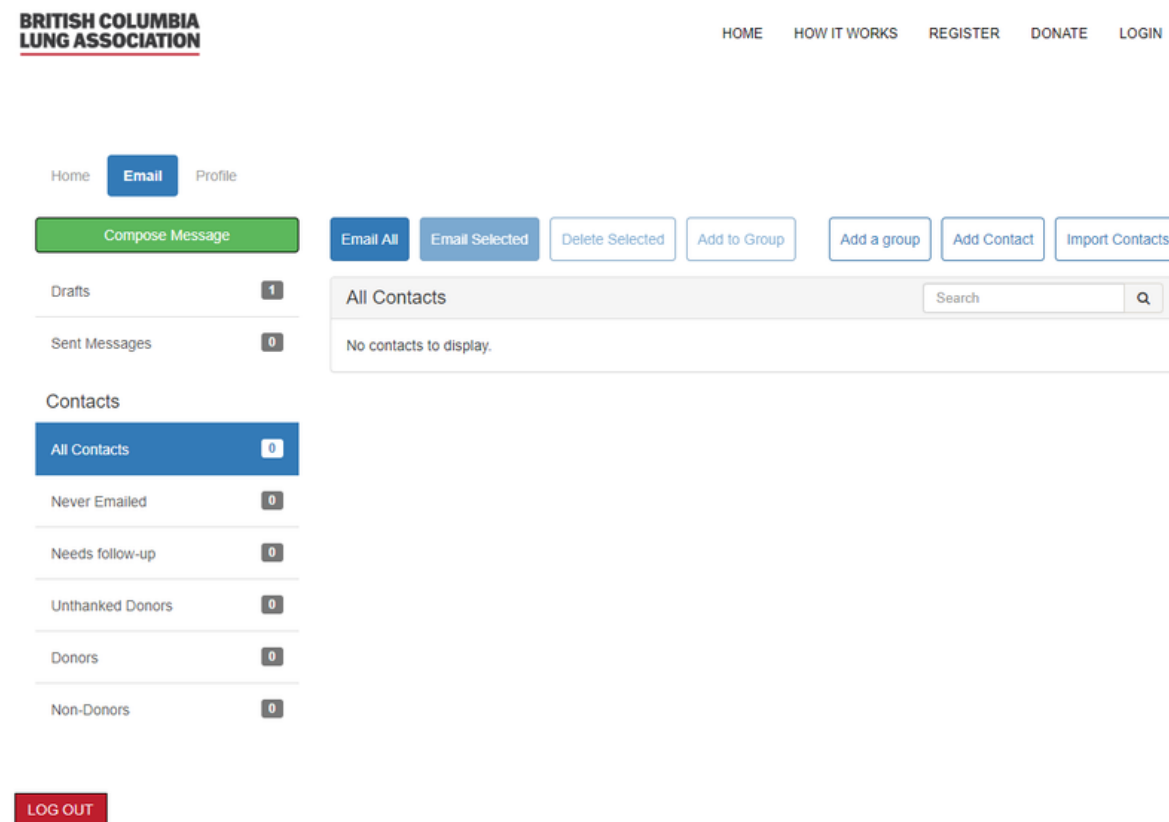 BRITISH COLUMBIA
LUNG ASSOCIATION
HOME HOW IT WORKS REGISTER DONATE LOGIN
Home Email Profile
Compose Message
Email All Email Selected Delete Selected Add to Group Add a group Add Contact Import Contacts
Drafts 1
All Contacts Search
Sent Messages 0
No contacts to display.
Contacts
All Contacts 0
Never Emailed 0
Needs follow-up 0
Unthanked Donors 0
Donors 0
Non-Donors 0
LOG OUT